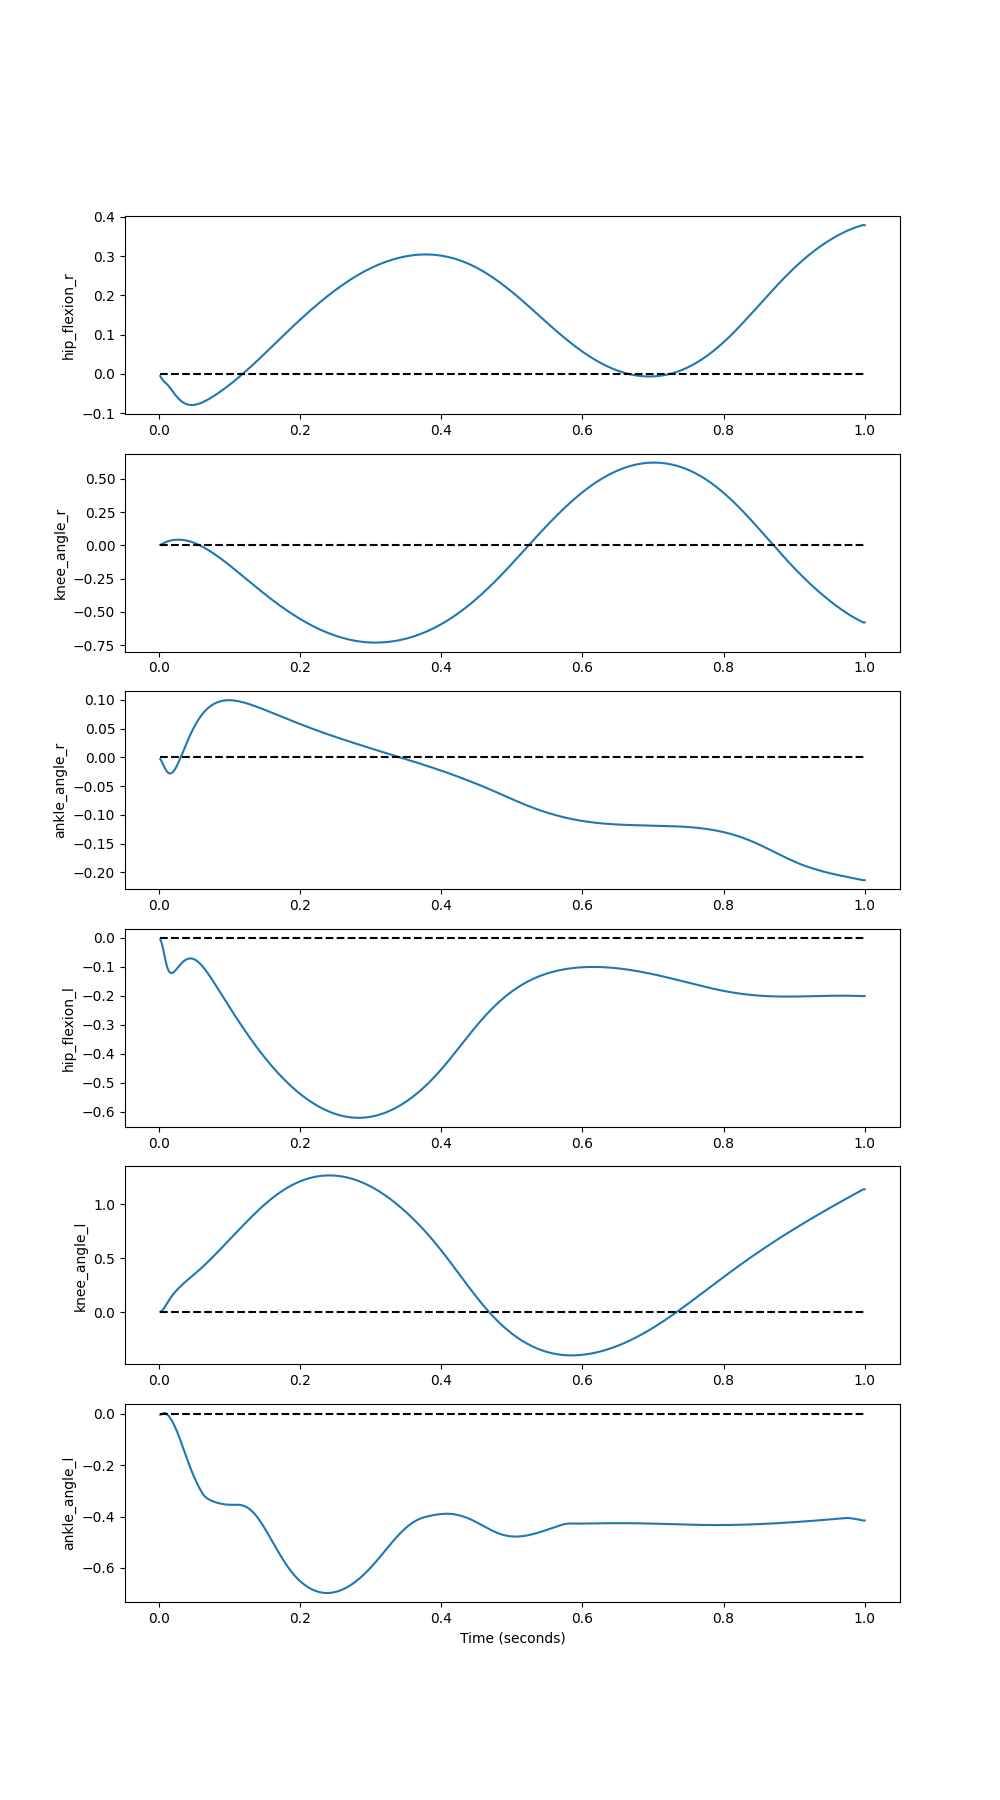 hip_flexion_r
0.4
0.3
0.2
0.1
0.0
−0.1
0.0 0.2 0.4 0.6 0.8 1.0
knee_angle_r
0.50
0.25
0.00
−0.25
−0.50
−0.75
0.0 0.2 0.4 0.6 0.8 1.0
ankle_angle_r
0.10
0.05
0.00
−0.05
−0.10
−0.15
−0.20
0.0 0.2 0.4 0.6 0.8 1.0
hip_flexion_l
0.0
−0.1
−0.2
−0.3
−0.4
−0.5
−0.6
0.0 0.2 0.4 0.6 0.8 1.0
knee_angle_l
1.0
0.5
0.0
0.0 0.2 0.4 0.6 0.8 1.0
ankle_angle_l
0.0
−0.2
−0.4
−0.6
0.0 0.2 0.4 0.6 0.8 1.0
Time (seconds)